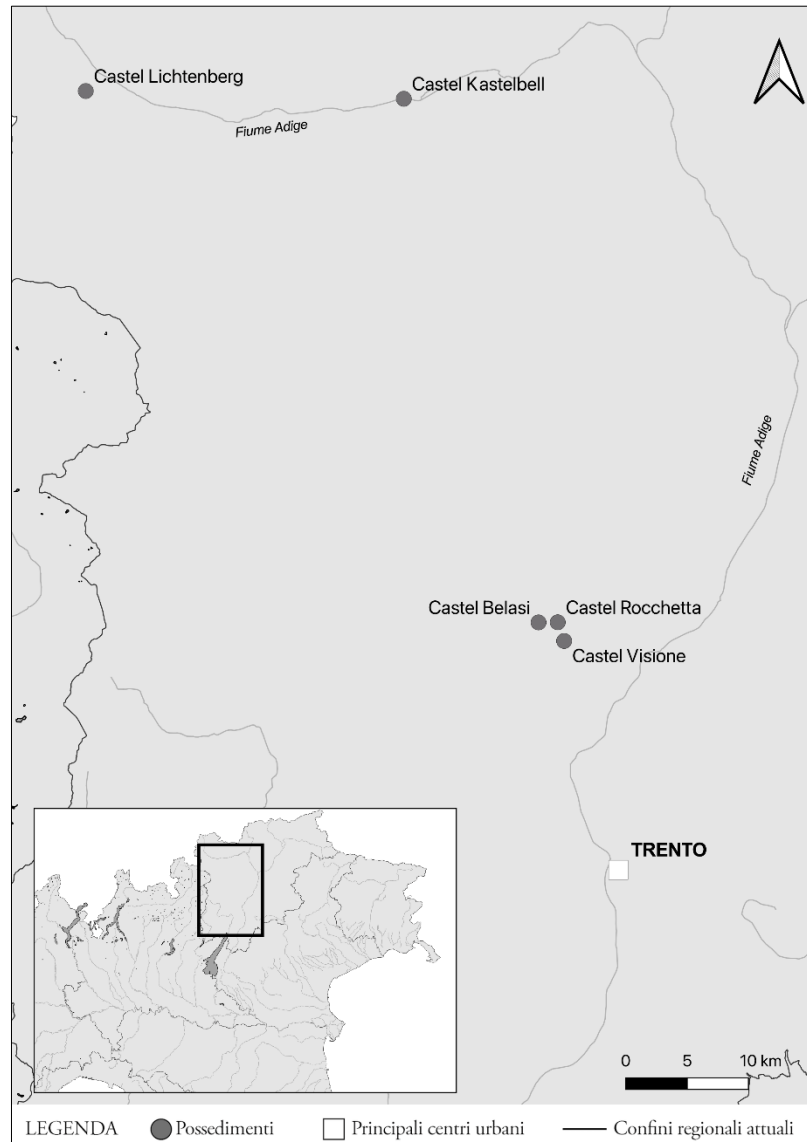 Castel Lichtenberg
Castel Kastelbell
Fiume Adige
Fiume Adige
Castel Belasi
Castel Rocchetta
Castel Visione
TRENTO
0 5 10 km
LEGENDA Possedimenti Principali centri urbani Confini regionali attuali